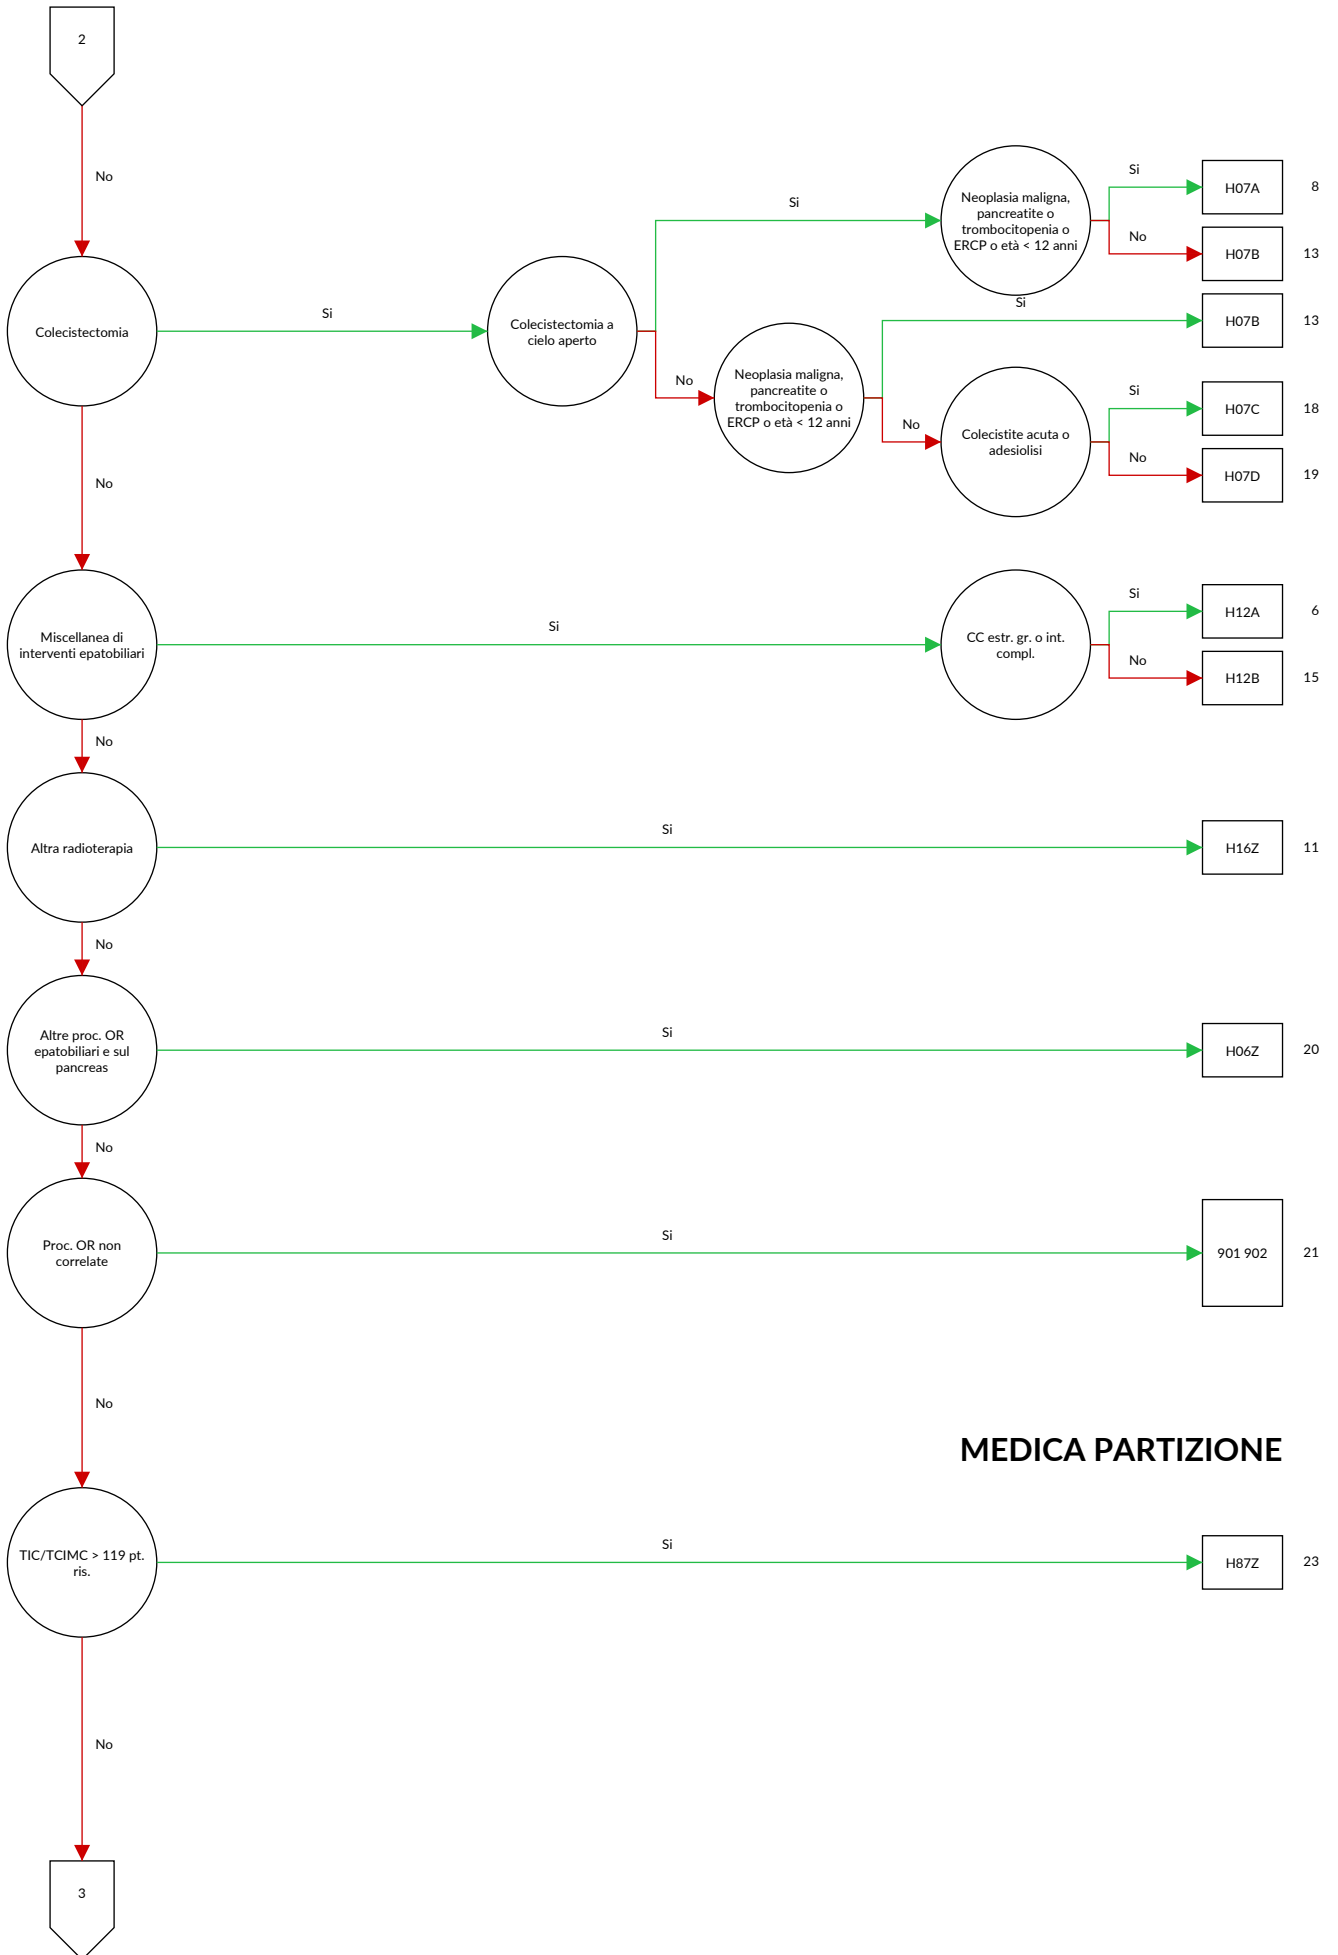 2
No
Colecistectomia
Si
Colecistectomia a
cielo aperto
Si
Neoplasia maligna,
pancreatite o
trombocitopenia o
ERCP o età < 12 anni
Si
H07A
8
No
H07B
13
No
Neoplasia maligna,
pancreatite o
trombocitopenia o
ERCP o età < 12 anni
Si
H07B
13
No
Colecistite acuta o
adesiolisi
Si
H07C
18
No
H07D
19
No
Miscellanea di
interventi epatobiliari
Si
CC estr. gr. o int.
compl.
Si
H12A
6
No
H12B
15
No
Altra radioterapia
Si
H16Z
11
No
Altre proc. OR
epatobiliari e sul
pancreas
Si
H06Z
20
No
Proc. OR non
correlate
Si
901 902
21
No
MEDICA PARTIZIONE
TIC/TCIMC > 119 pt.
ris.
Si
H87Z
23
No
3